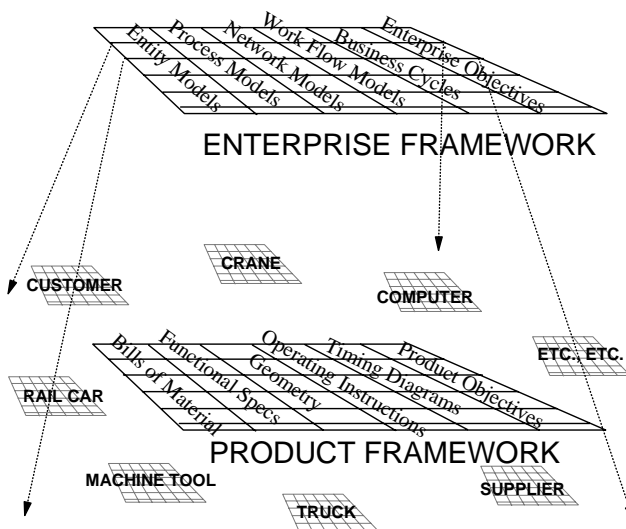 Entity Models
Process Models
Network Models
Work Flow Models
Business Cycles
Enterprise Objectives
ENTERPRISE FRAMEWORK
CRANE
CUSTOMER
COMPUTER
ETC., ETC.
RAIL CAR
Bills of Material
Functional Specs
Geometry
Operating Instructions
Timing Diagrams
Product Objectives
PRODUCT FRAMEWORK
MACHINE TOOL
TRUCK
SUPPLIER